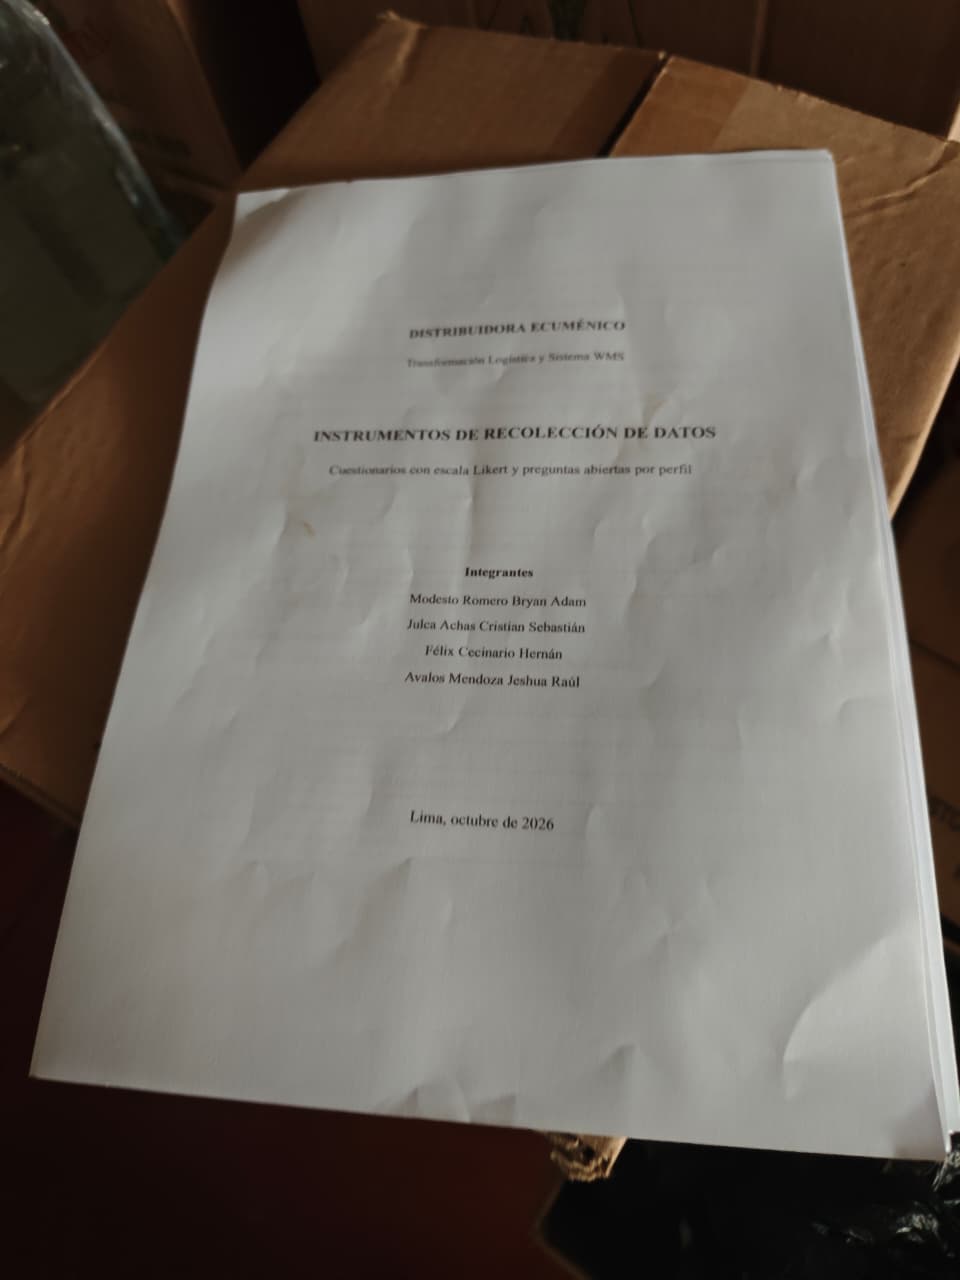 DISTRIBUIDORA ECUMÉNICO
Transformación Logística y Sistema WMS
INSTRUMENTOS DE RECOLECCIÓN DE DATOS
Cuestionarios con escala Likert y preguntas abiertas por perfil
Integrantes
Modesto Romero Bryan Adam
Julca Achas Cristian Sebastián
Félix Cecinario Hernán
Avalos Mendoza Jeshua Raúl
Lima, octubre de 2026